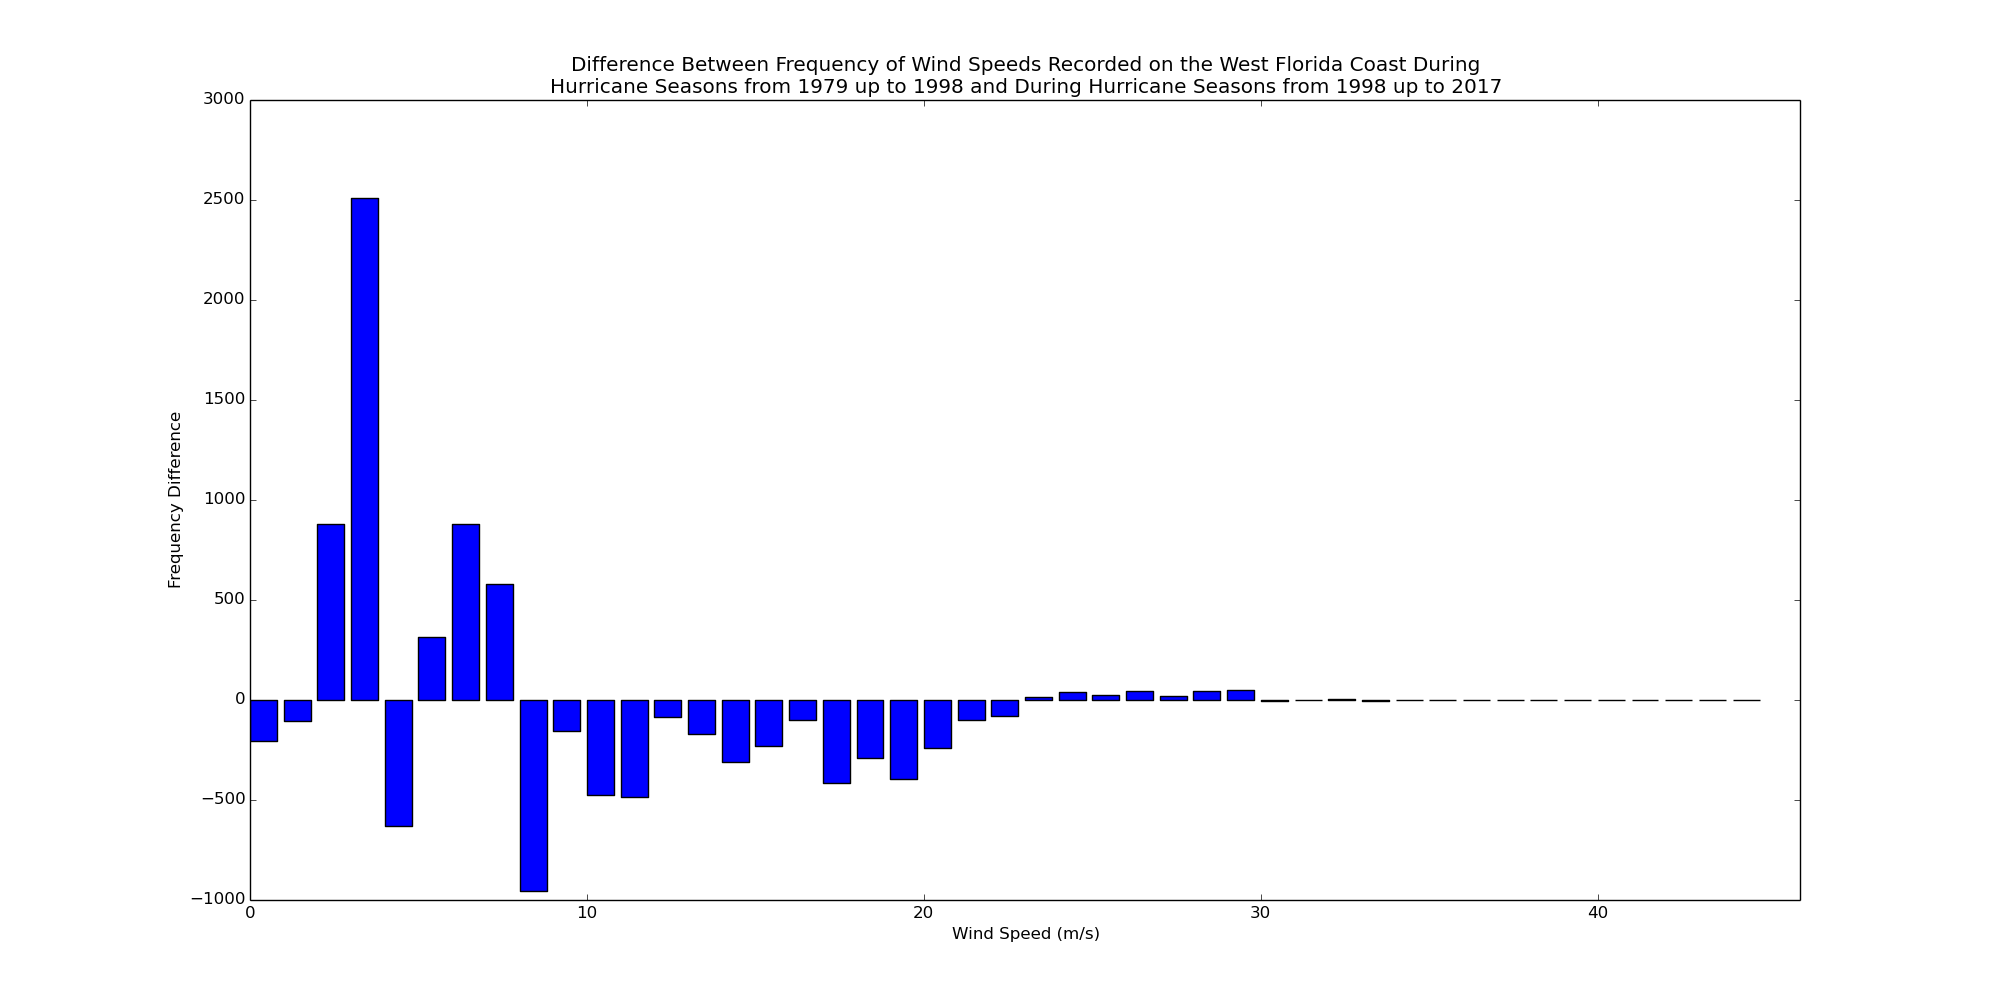 Difference Between Frequency of Wind Speeds Recorded on the West Florida Coast During
Hurricane Seasons from 1979 up to 1998 and During Hurricane Seasons from 1998 up to 2017
3000
2500
2000
1500
1000
500
0
−500
−1000
Frequency Difference
0 10 20 30 40
Wind Speed (m/s)